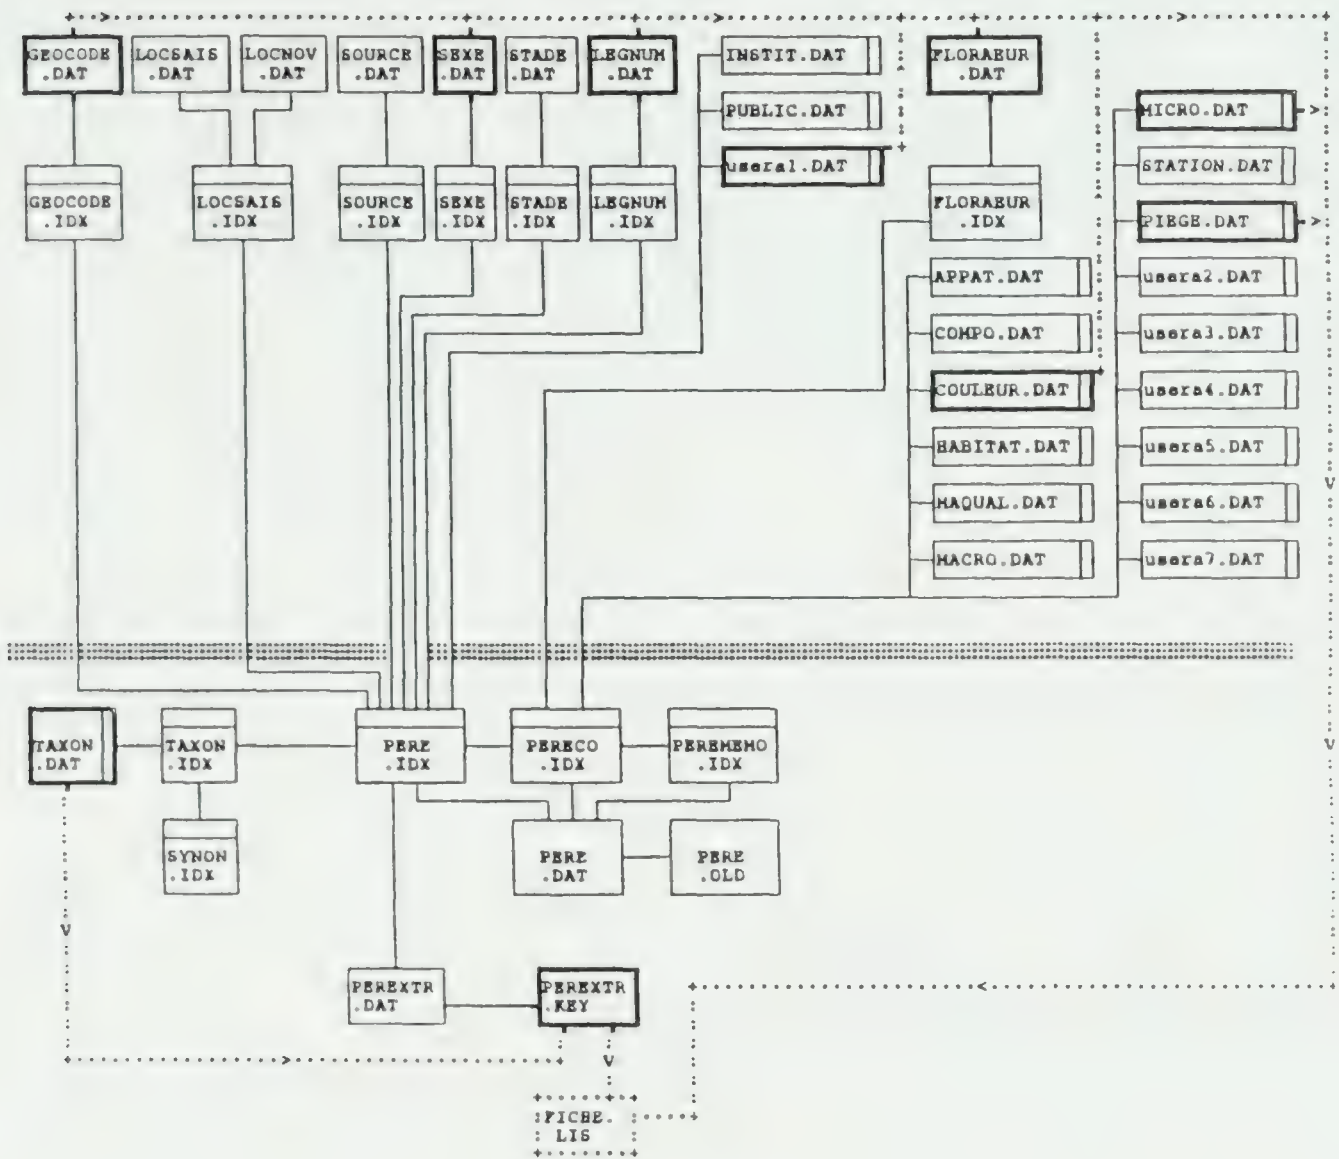 GEOCODE
.DAT
LOCSAIS
.DAT
LOCNOV
.DAT
SOURCE
.DAT
SEXE
.DAT
STADE
.DAT
LEGNUM
.DAT
INSTIT.DAT
PUBLIC.DAT
usera1.DAT
FLORAEUR
.DAT
MICRO.DAT
STATION.DAT
PIEGE.DAT
usera2.DAT
usera3.DAT
usera4.DAT
usera5.DAT
usera6.DAT
usera7.DAT
GEOCODE
.IDX
LOCSAIS
.IDX
SOURCE
.IDX
SEXE
.IDX
STADE
.IDX
LEGNUM
.IDX
FLORAEUR
.IDX
APPAT.DAT
COMPO.DAT
COULEUR.DAT
HABITAT.DAT
MAQUAL.DAT
MACRO.DAT
TAXON
.DAT
TAXON
.IDX
PERE
.IDX
PERECO
.IDX
PEREMEMO
.IDX
SYNON
.IDX
PERE
.DAT
PERE
.OLD
PEREXTR
.DAT
PEREXTR
.KEY
FICHE.
LIS